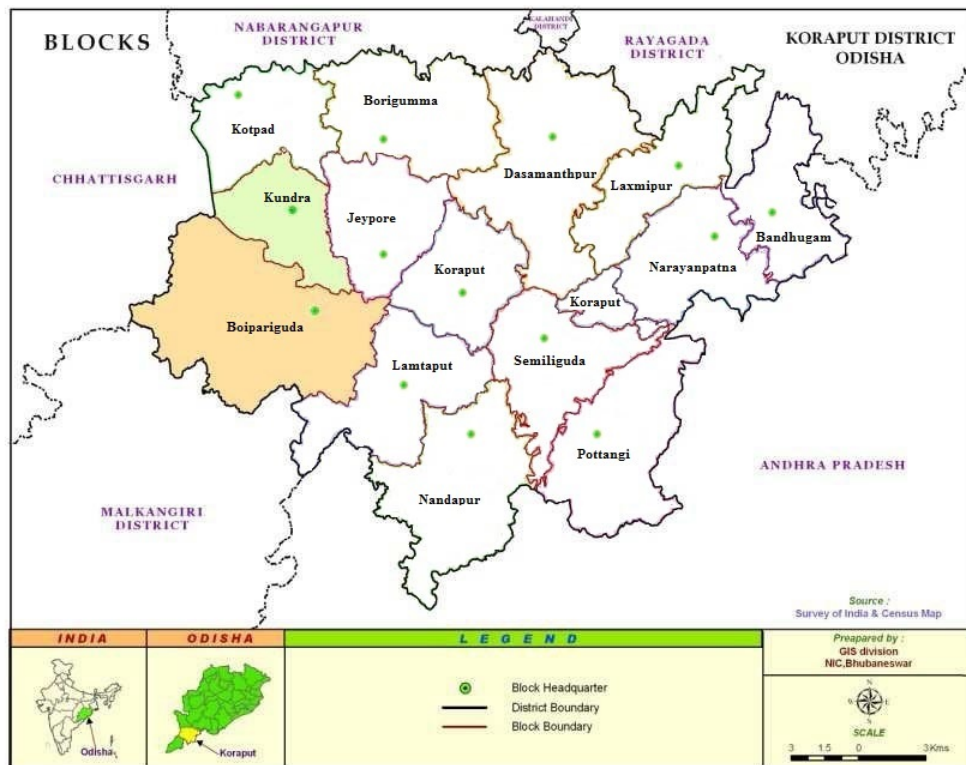 BLOCKS
NABARANGAPUR
DISTRICT
KALAHANDI
DISTRICT
RAYAGADA
DISTRICT
KORAPUT DISTRICT
ODISHA
Kotpad
Borigumma
Dasamanthpur
Laxmipur
CHHATTISGARH
Kundra
Jeypore
Koraput
Bandhugam
Narayanpatna
Koraput
Boipariguda
Lamtaput
Semiliguda
Pottangi
Nandapur
ANDHRA PRADESH
MALKANGIRI
DISTRICT
Source :
Survey of India & Census Map
INDIA
ODISHA
LEGEND
Odisha
Koraput
Block Headquarter
District Boundary
Block Boundary
Preapared by :
GIS division
NIC,Bhubaneswar
N
W
E
S
SCALE
3 1.5 0 3 Kms